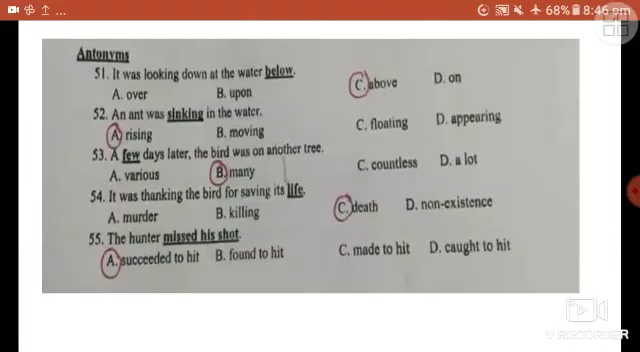 ... 68% 8:46 pm
Antonyms
51. It was looking down at the water below.
A. over B. upon C. above D. on
52. An ant was sinking in the water.
A. rising B. moving C. floating D. appearing
53. A few days later, the bird was on another tree.
A. various B. many C. countless D. a lot
54. It was thanking the bird for saving its life.
A. murder B. killing C. death D. non-existence
55. The hunter missed his shot.
A. succeeded to hit B. found to hit C. made to hit D. caught to hit
V RECORDER